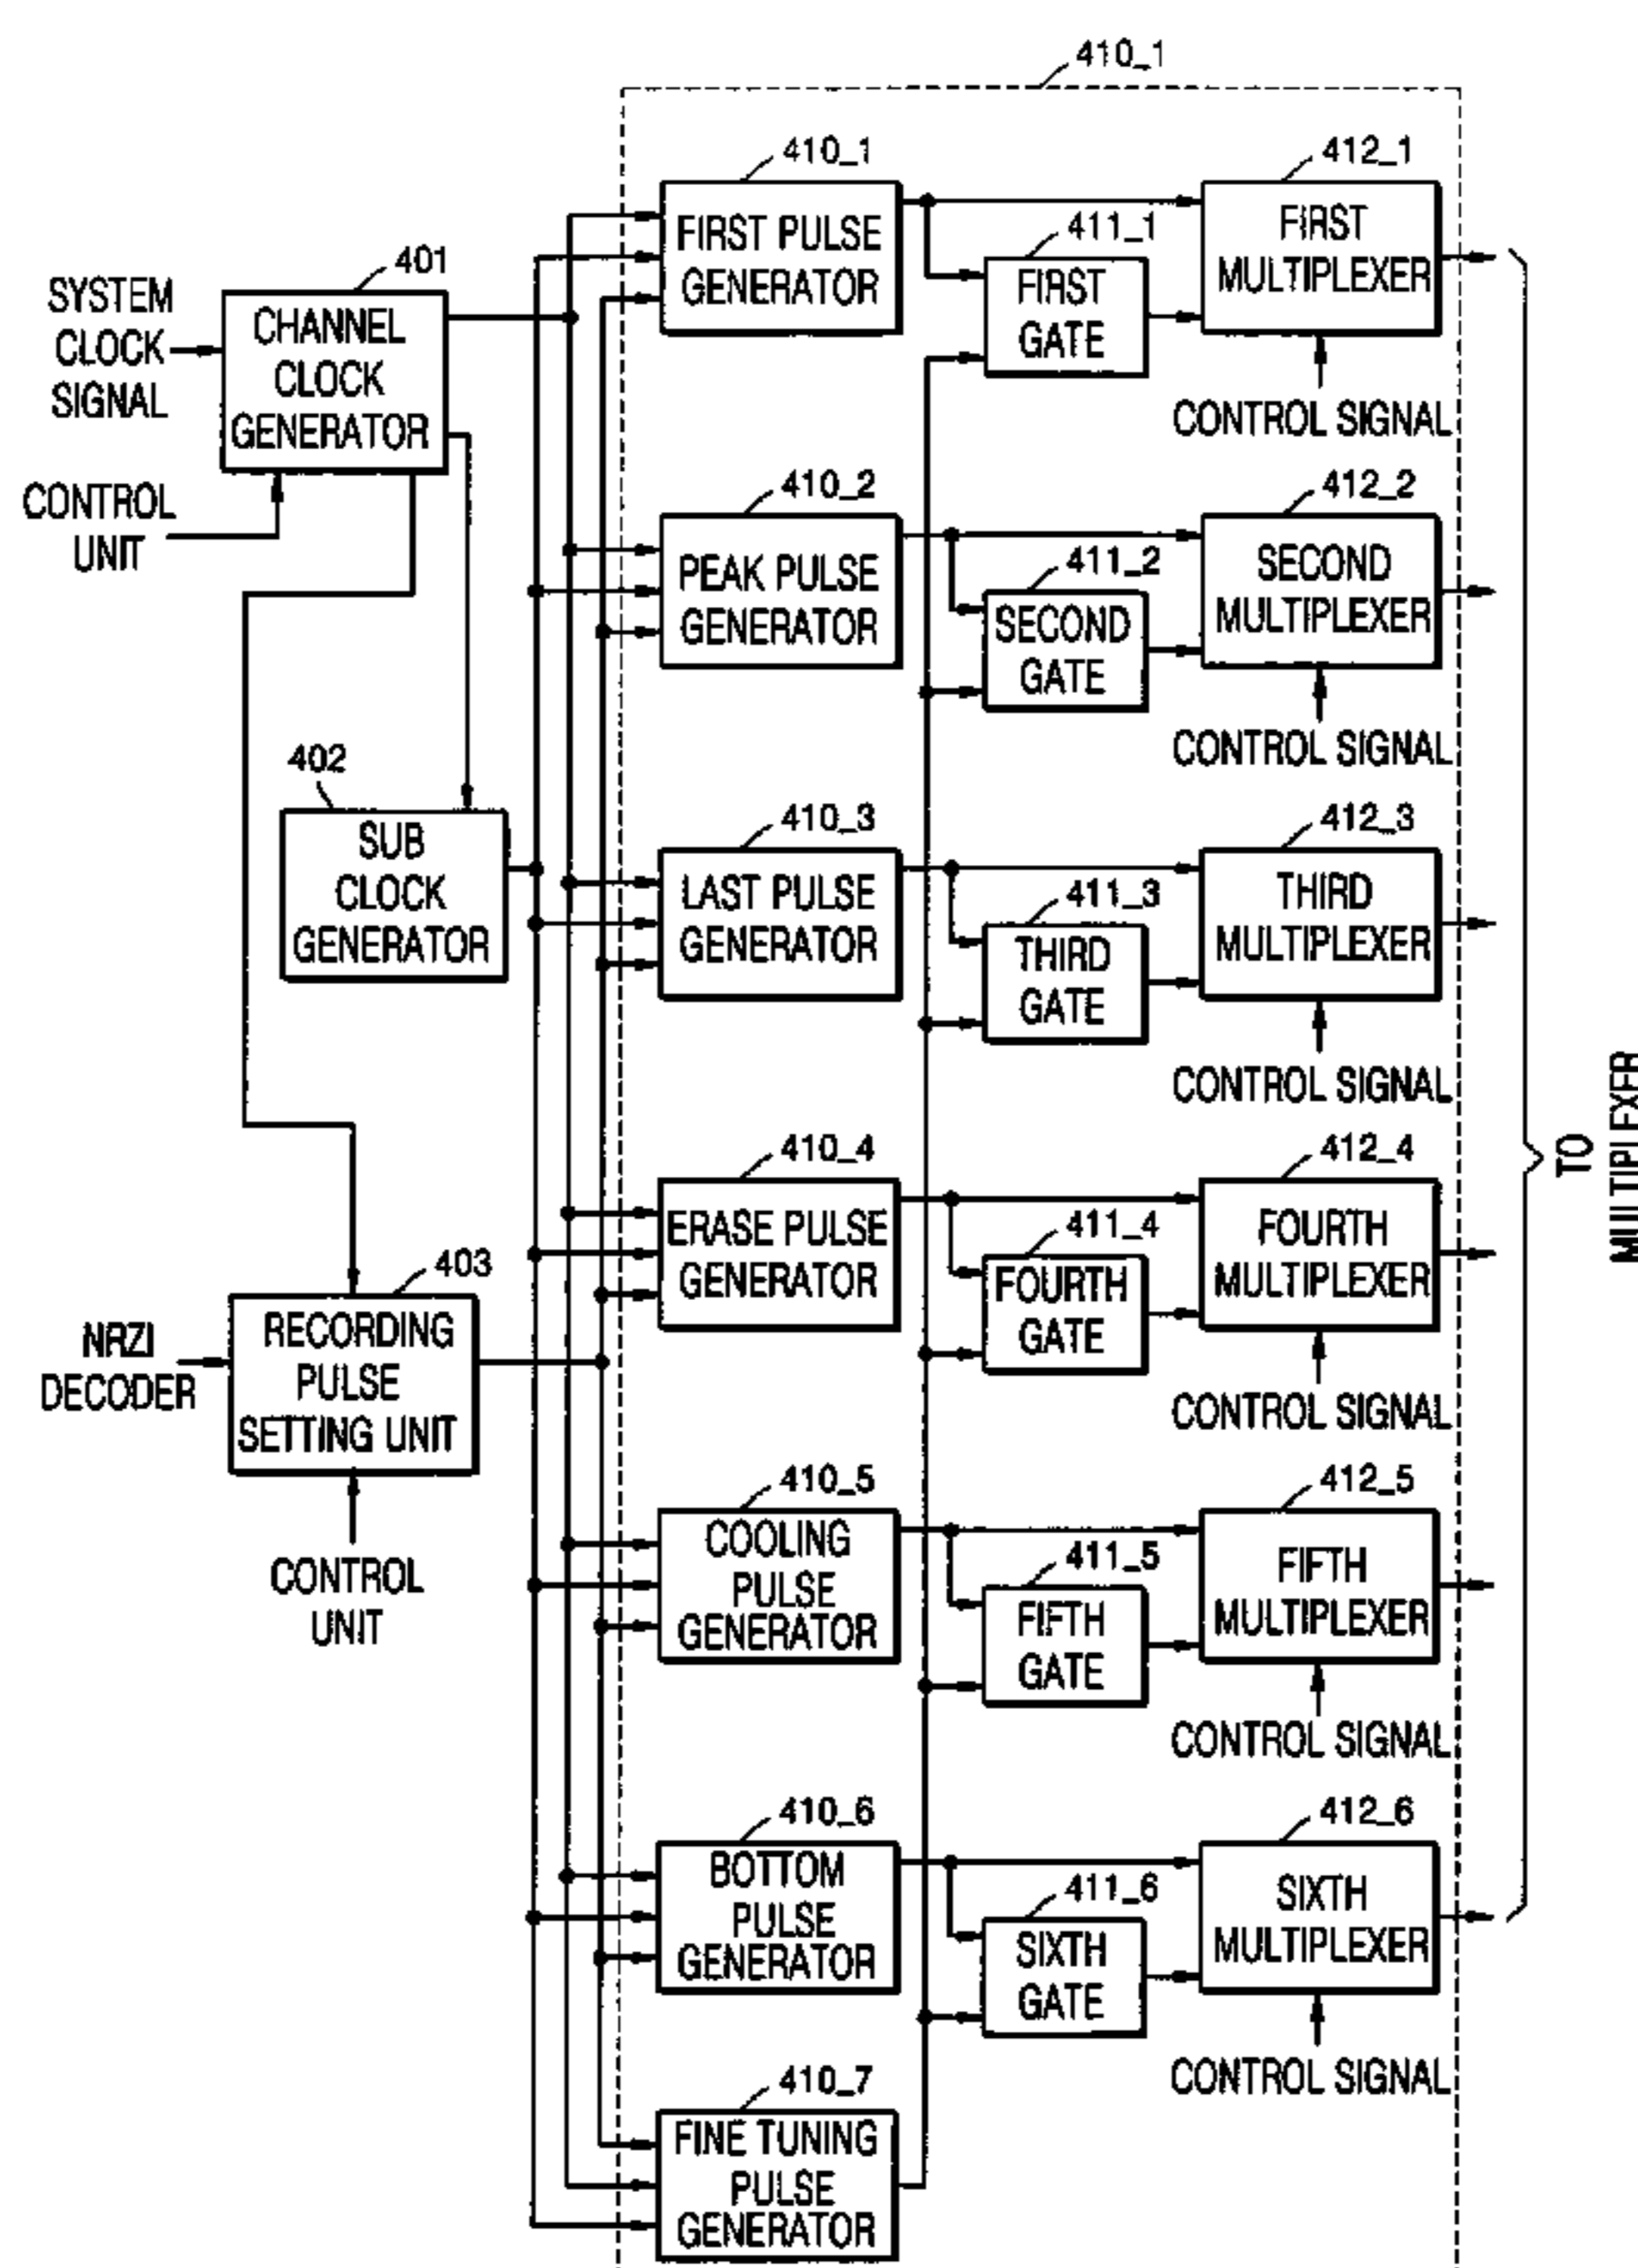 410_1
410_1
FIRST PULSE
GENERATOR
411_1
FIRST
GATE
412_1
FIRST
MULTIPLEXER
CONTROL SIGNAL
401
SYSTEM
CLOCK
SIGNAL
CHANNEL
CLOCK
GENERATOR
CONTROL
UNIT
410_2
PEAK PULSE
GENERATOR
411_2
SECOND
GATE
412_2
SECOND
MULTIPLEXER
CONTROL SIGNAL
402
SUB
CLOCK
GENERATOR
410_3
LAST PULSE
GENERATOR
411_3
THIRD
GATE
412_3
THIRD
MULTIPLEXER
CONTROL SIGNAL
TO
MULTIPLEXER
410_4
ERASE PULSE
GENERATOR
411_4
FOURTH
GATE
412_4
FOURTH
MULTIPLEXER
CONTROL SIGNAL
403
NRZI
DECODER
RECORDING
PULSE
SETTING UNIT
CONTROL
UNIT
410_5
COOLING
PULSE
GENERATOR
411_5
FIFTH
GATE
412_5
FIFTH
MULTIPLEXER
CONTROL SIGNAL
410_6
BOTTOM
PULSE
GENERATOR
411_6
SIXTH
GATE
412_6
SIXTH
MULTIPLEXER
CONTROL SIGNAL
410_7
FINE TUNING
PULSE
GENERATOR